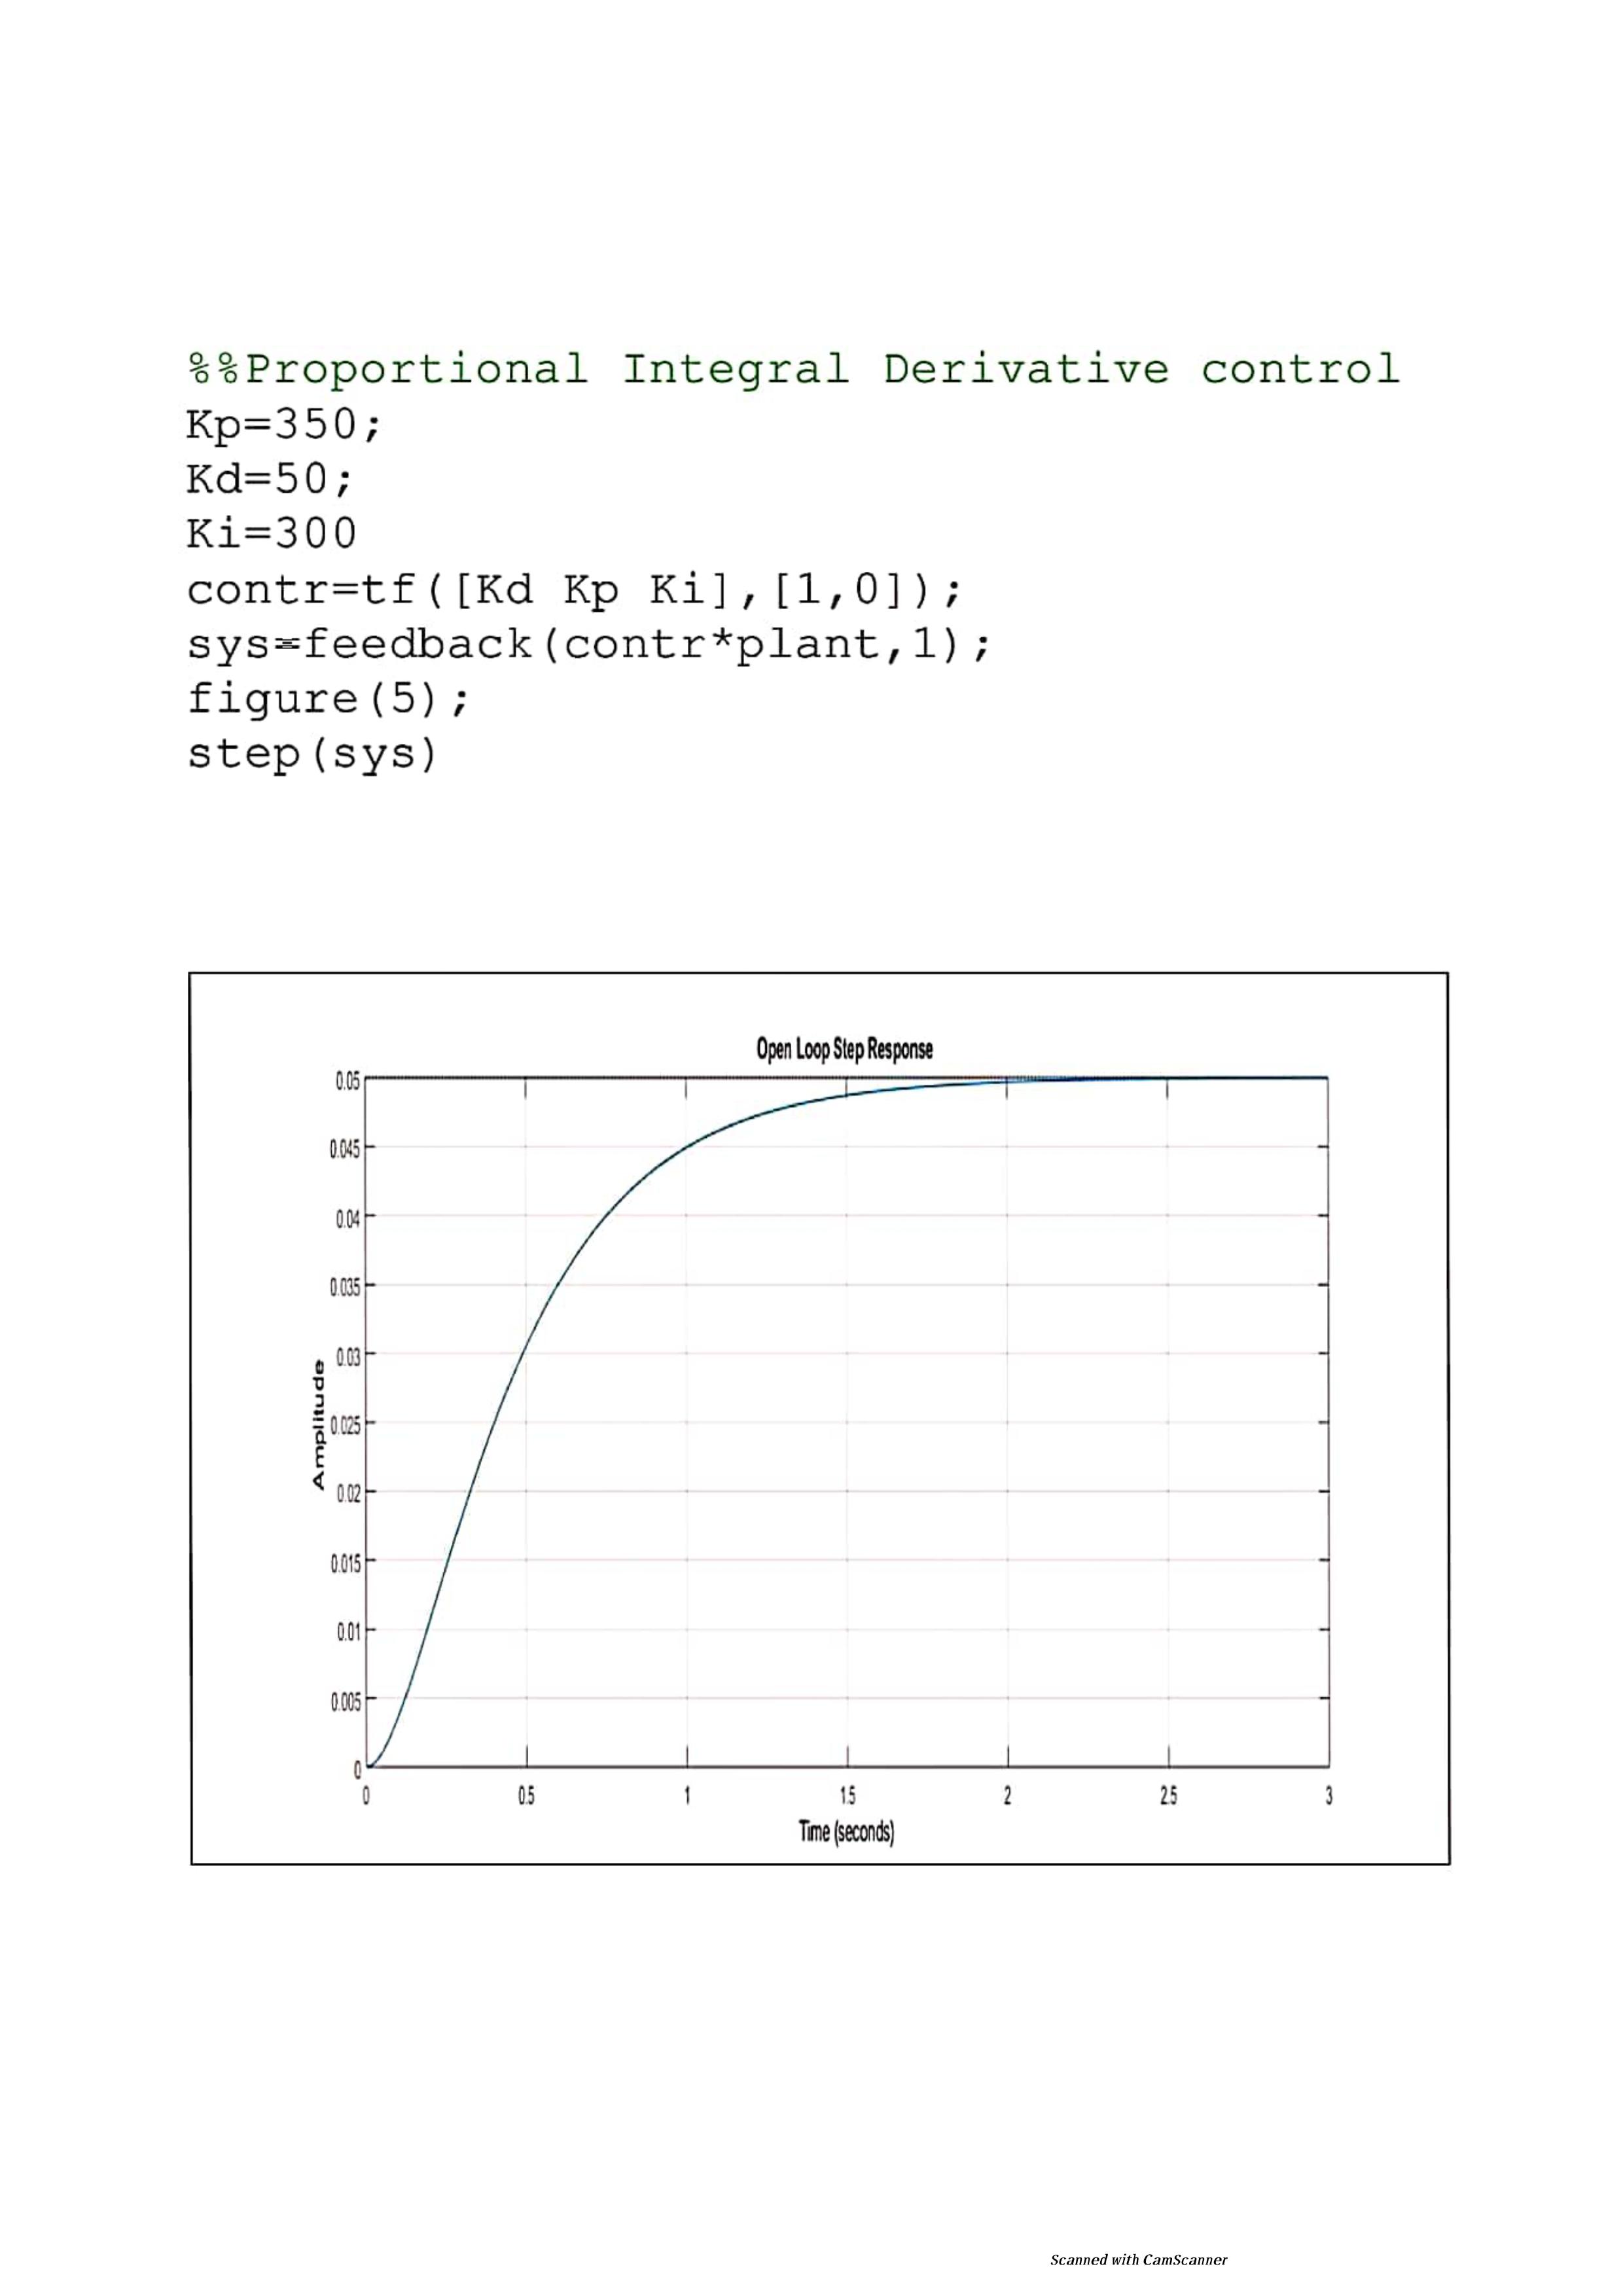 %%Proportional Integral Derivative control
Kp=350;
Kd=50;
Ki=300
contr=tf([Kd Kp Ki],[1,0]);
sys=feedback(contr*plant,1);
figure(5);
step(sys)
Open Loop Step Response
0.05
0.045
0.04
0.035
0.03
0.025
0.02
0.015
0.01
0.005
0
Amplitude
0 0.5 1 1.5 2 2.5 3
Time (seconds)
Scanned with CamScanner